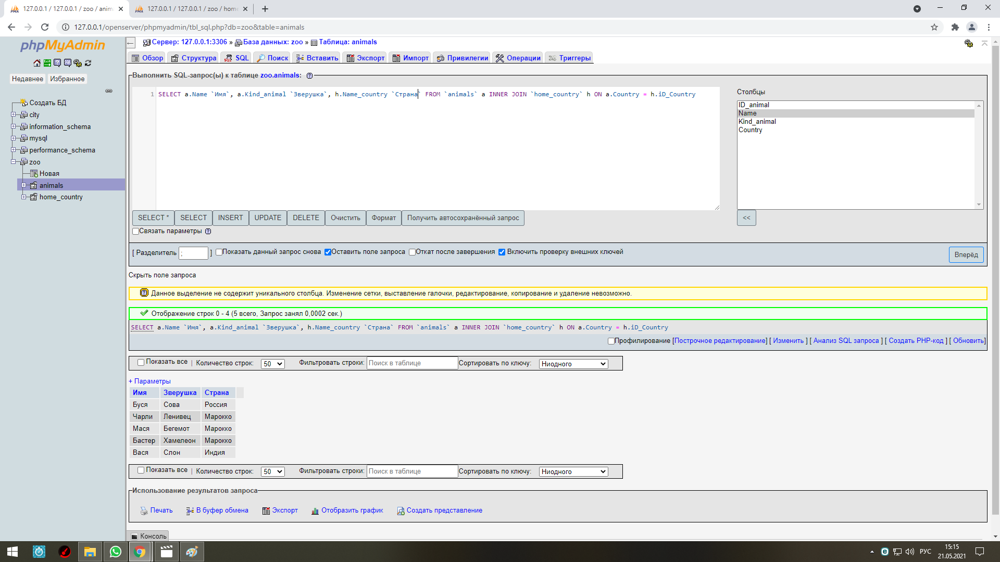 127.0.0.1 / 127.0.0.1 / zoo / anim
127.0.0.1 / 127.0.0.1 / zoo / home
127.0.0.1/openserver/phpmyadmin/tbl_sql.php?db=zoo&table=animals
phpMyAdmin
Недавнее Избранное
Создать БД
city
information_schema
mysql
performance_schema
zoo
Новая
animals
home_country
Сервер: 127.0.0.1:3306 » База данных: zoo » Таблица: animals
Обзор Структура SQL Поиск Вставить Экспорт Импорт Привилегии Операции Триггеры
Выполнить SQL-запрос(ы) к таблице zoo.animals:
1 SELECT a.Name `Имя`, a.Kind_animal `Зверушка`, h.Name_country `Страна` FROM `animals` a INNER JOIN `home_country` h ON a.Country = h.iD_Country
Столбцы
ID_animal
Name
Kind_animal
Country
SELECT * SELECT INSERT UPDATE DELETE Очистить Формат Получить автосохранённый запрос <<
Связать параметры
[ Разделитель ; ] Показать данный запрос снова Оставить поле запроса Откат после завершения Включить проверку внешних ключей Вперёд
Скрыть поле запроса
Данное выделение не содержит уникального столбца. Изменение сетки, выставление галочки, редактирование, копирование и удаление невозможно.
Отображение строк 0 - 4 (5 всего, Запрос занял 0,0002 сек.)
SELECT a.Name `Имя`, a.Kind_animal `Зверушка`, h.Name_country `Страна` FROM `animals` a INNER JOIN `home_country` h ON a.Country = h.iD_Country
Профилирование [Построчное редактирование] [ Изменить ] [ Анализ SQL запроса ] [ Создать PHP-код ] [ Обновить]
Показать все | Количество строк: 50 Фильтровать строки: Поиск в таблице Сортировать по ключу: Ниодного
+ Параметры
Имя Зверушка Страна
Буся Сова Россия
Чарли Ленивец Марокко
Мася Бегемот Марокко
Бастер Хамелеон Марокко
Вася Слон Индия
Показать все | Количество строк: 50 Фильтровать строки: Поиск в таблице Сортировать по ключу: Ниодного
Использование результатов запроса
Печать В буфер обмена Экспорт Отобразить график Создать представление
Консоль
РУС
15:15
21.05.2021